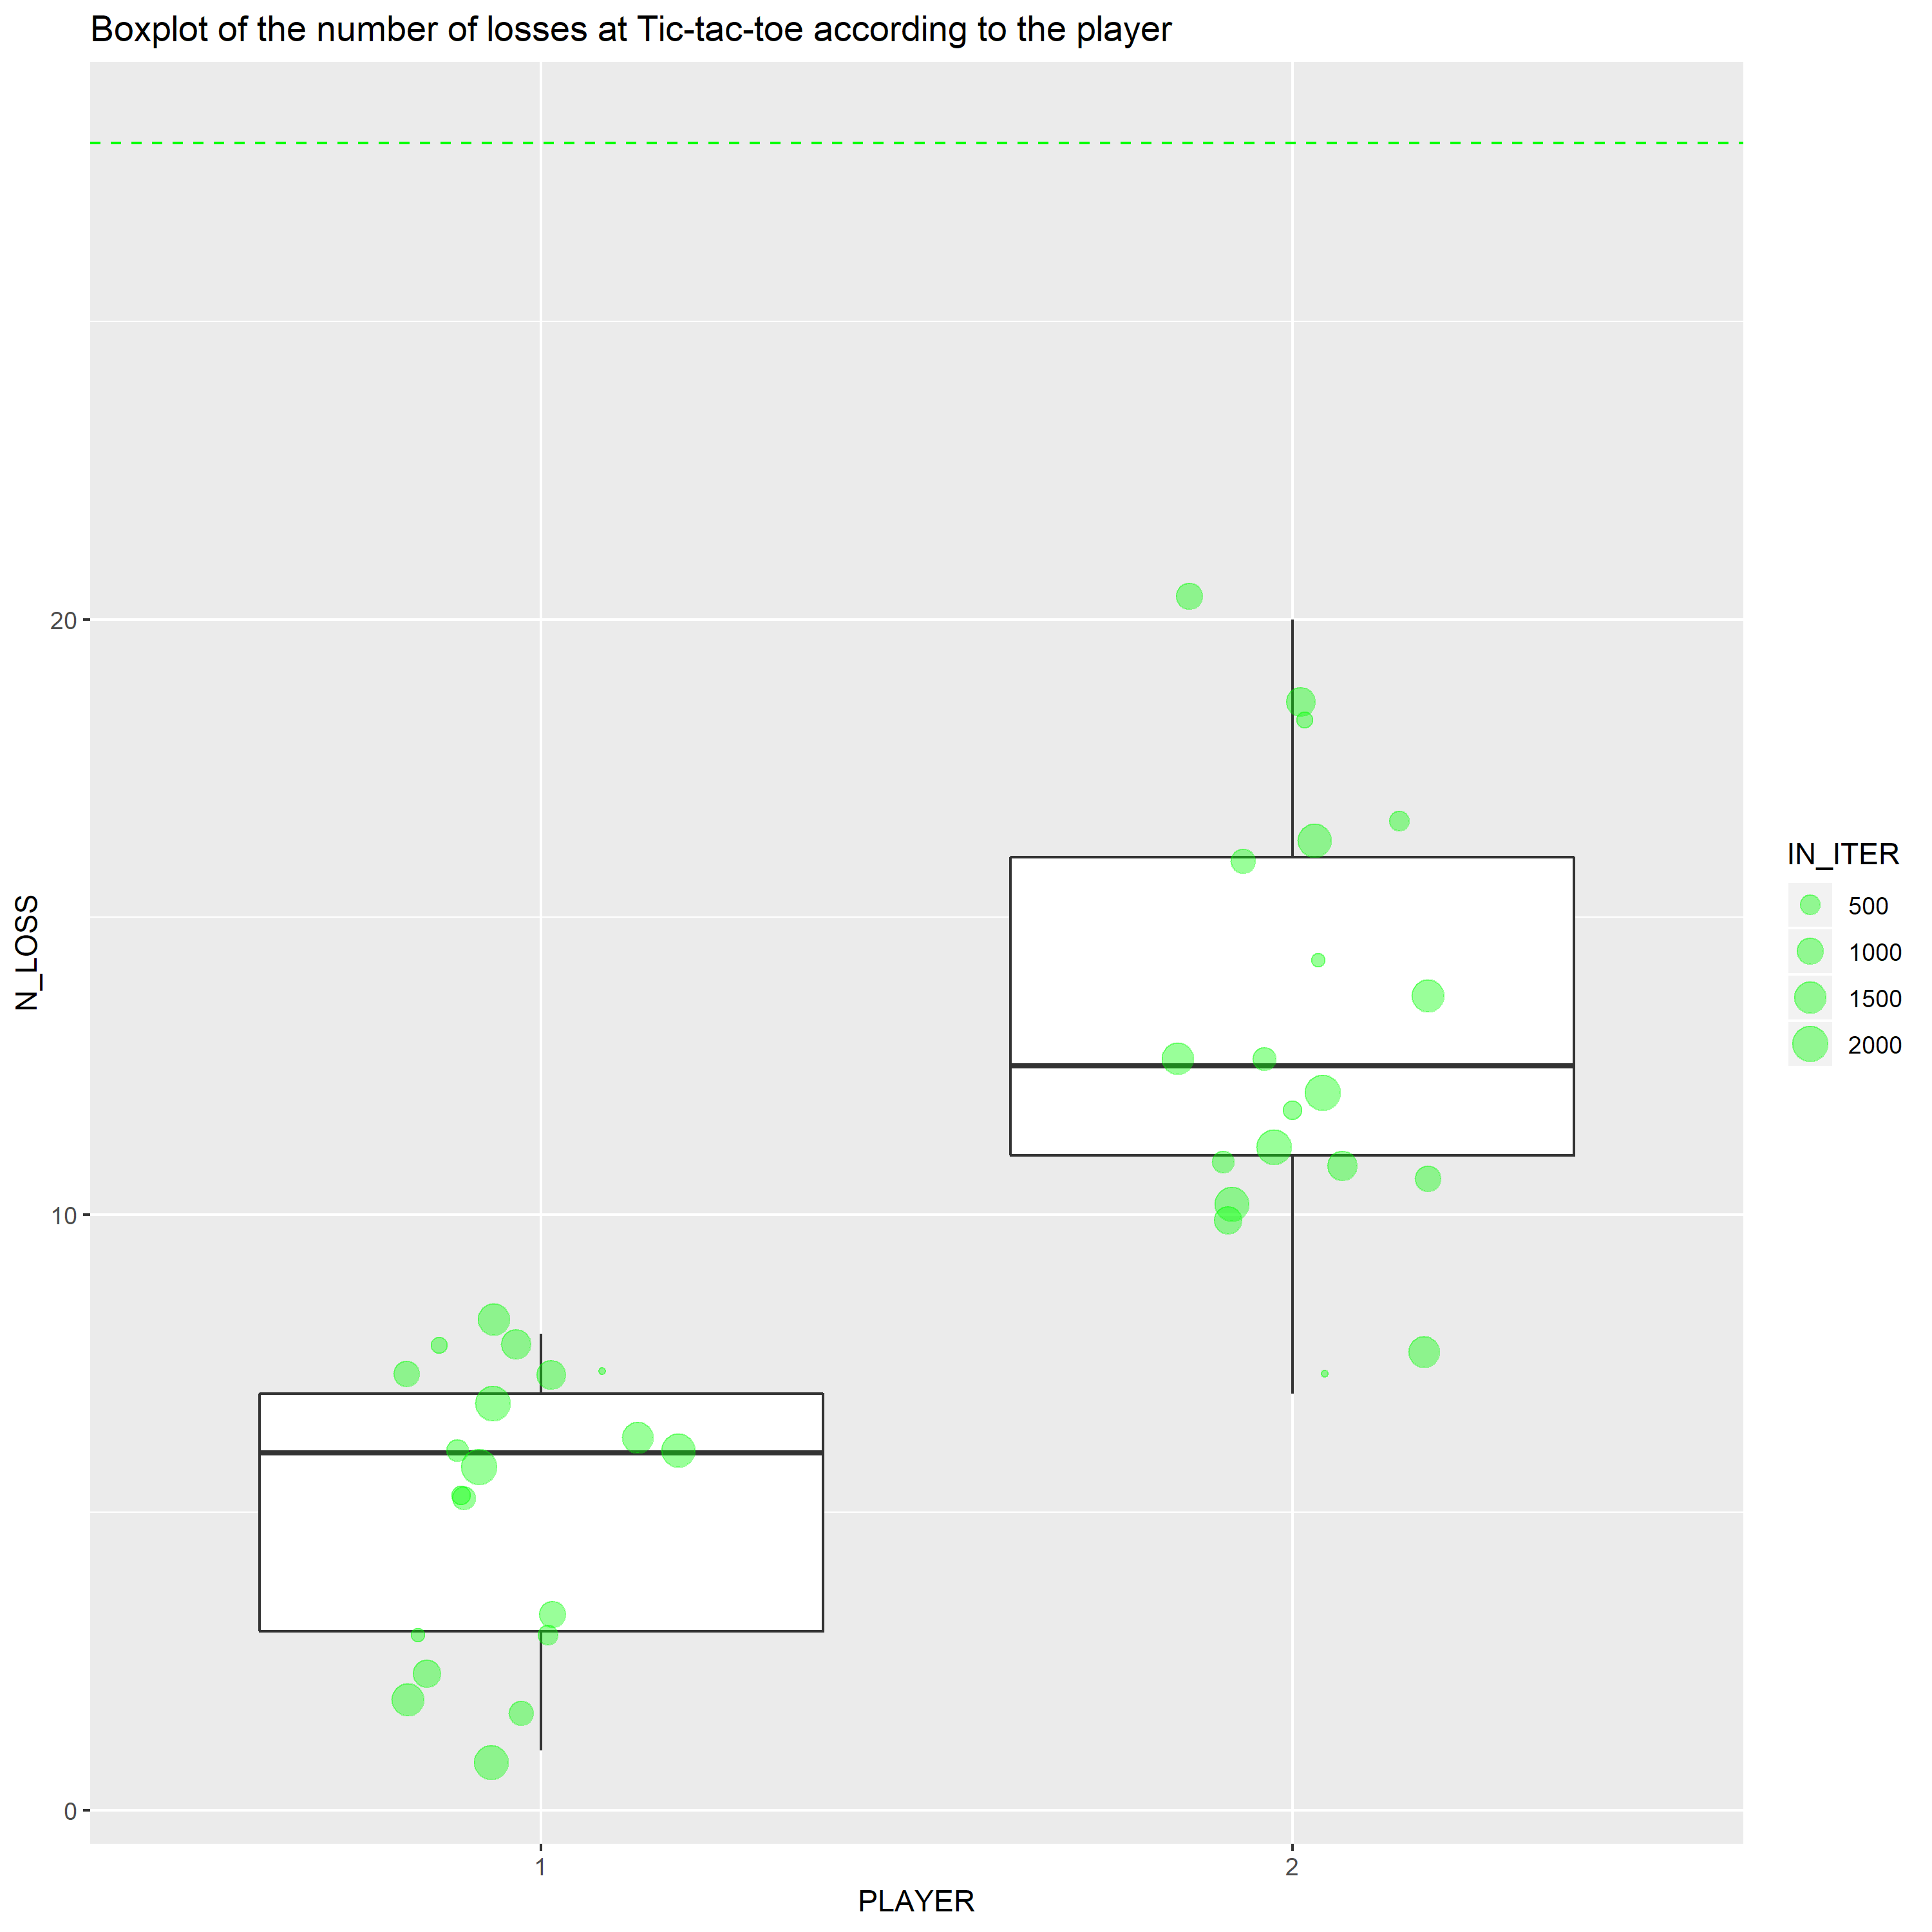 Boxplot of the number of losses at Tic-tac-toe according to the player
20
10
0
N_LOSS
1
2
PLAYER
IN_ITER
500
1000
1500
2000